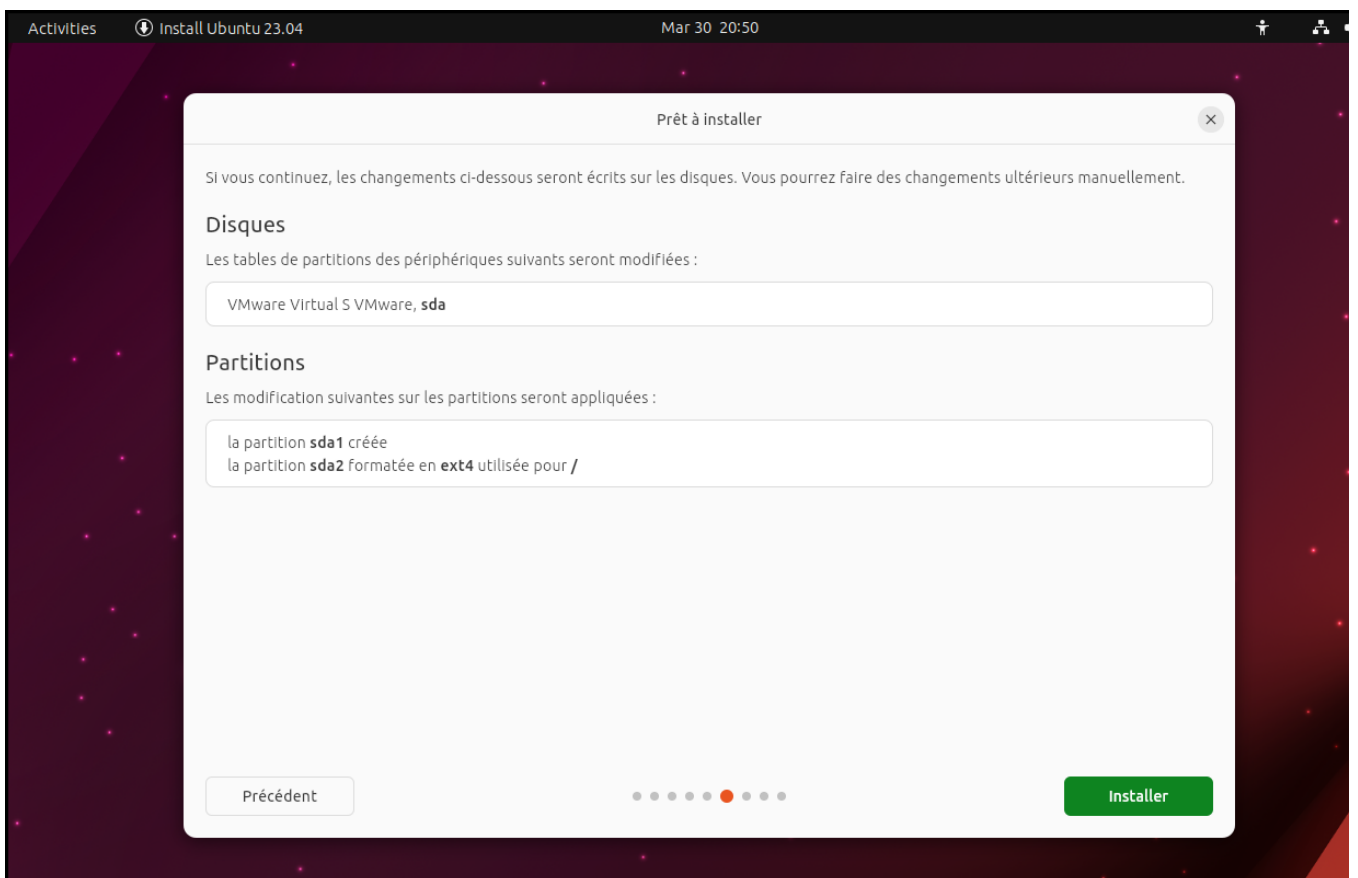 Activities Install Ubuntu 23.04 Mar 30 20:50
Prêt à installer
Si vous continuez, les changements ci-dessous seront écrits sur les disques. Vous pourrez faire des changements ultérieurs manuellement.
Disques
Les tables de partitions des périphériques suivants seront modifiées :
VMware Virtual S VMware, sda
Partitions
Les modification suivantes sur les partitions seront appliquées :
la partition sda1 créée
la partition sda2 formatée en ext4 utilisée pour /
Précédent Installer